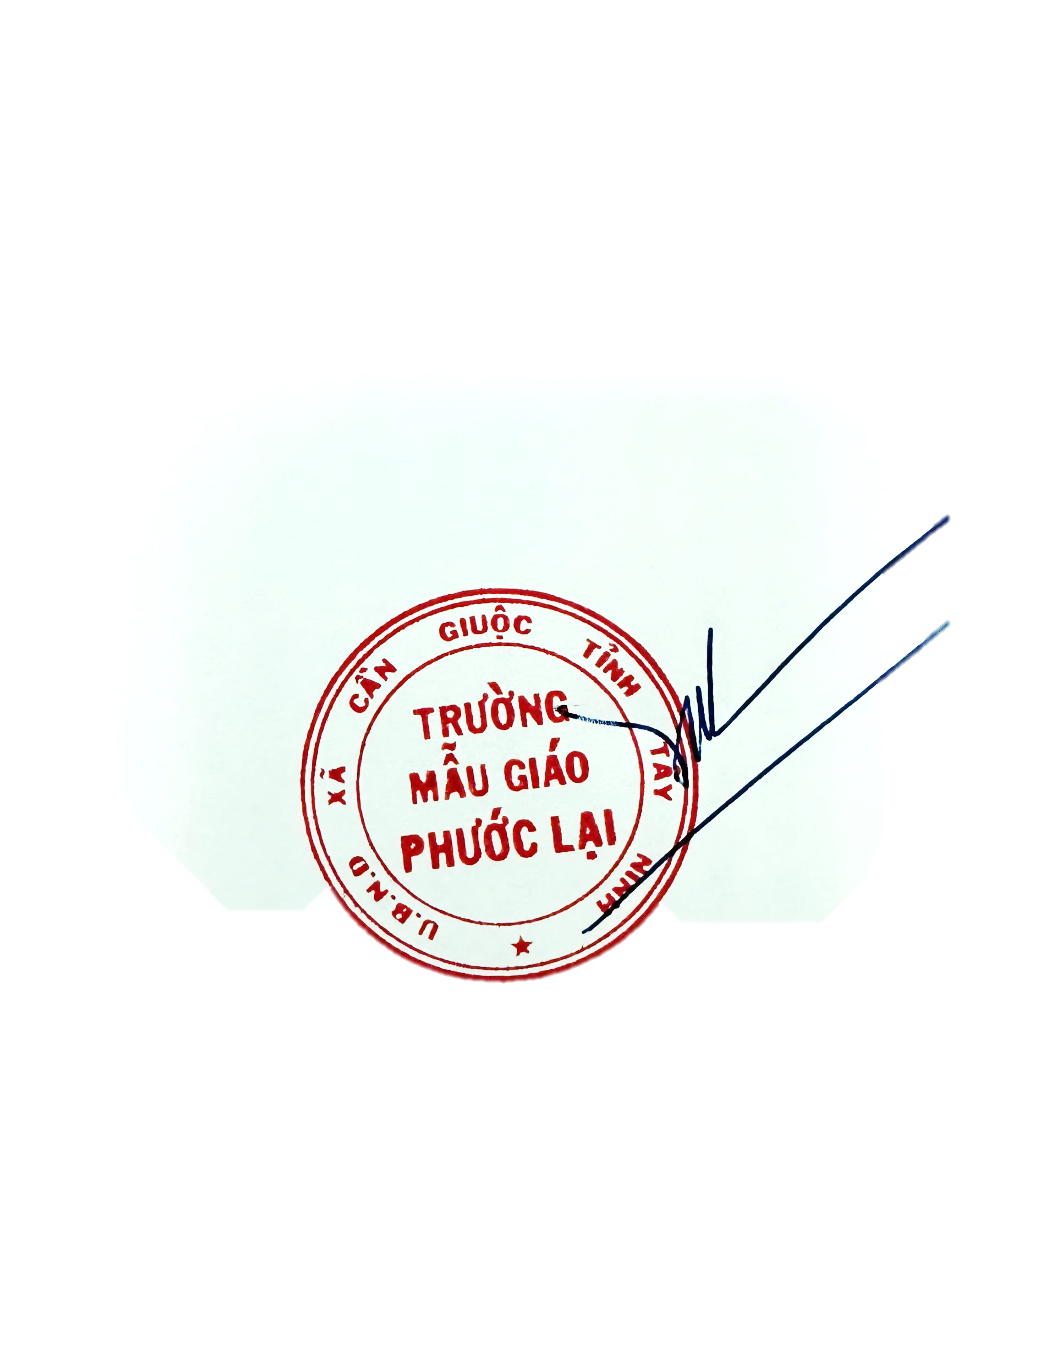 U.B.N.D XÃ CẦN GIUỘC TỈNH TÂY NINH
TRƯỜNG
MẪU GIÁO
PHƯỚC LẠI